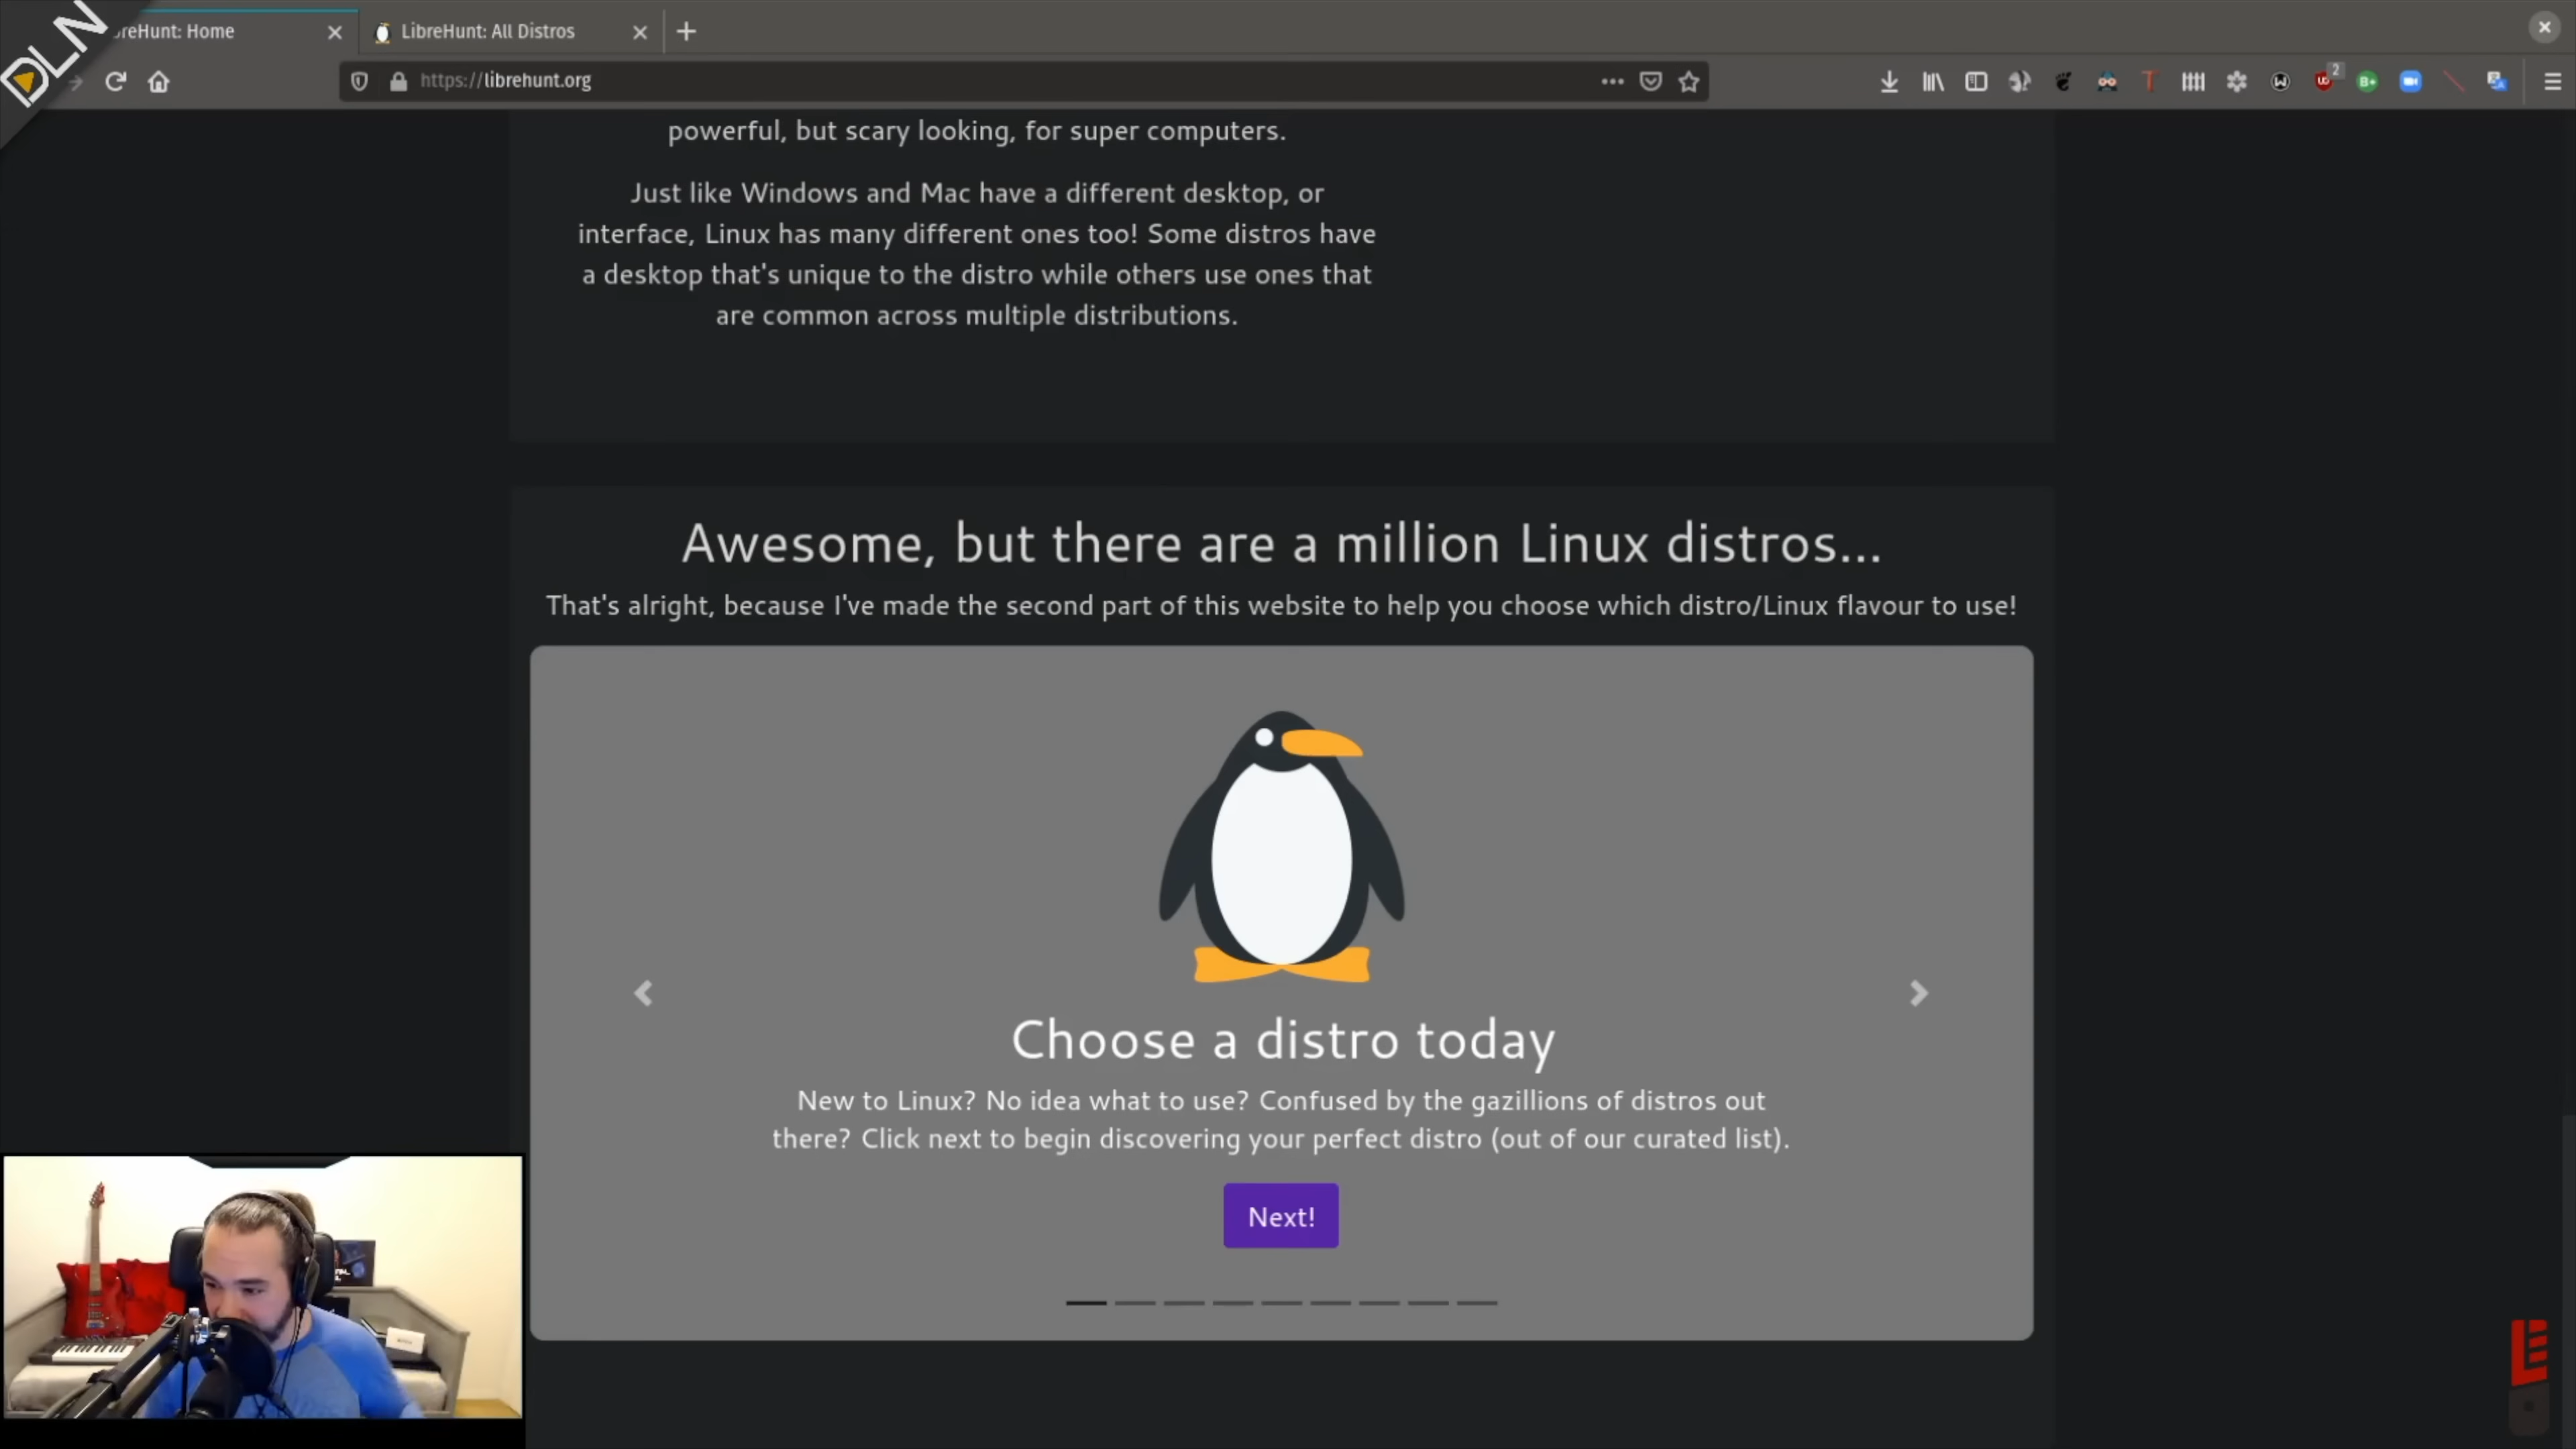 DLN
breHunt: Home
LibreHunt: All Distros
https://librehunt.org
2
powerful, but scary looking, for super computers.
Just like Windows and Mac have a different desktop, or
interface, Linux has many different ones too! Some distros have
a desktop that's unique to the distro while others use ones that
are common across multiple distributions.
Awesome, but there are a million Linux distros...
That's alright, because I've made the second part of this website to help you choose which distro/Linux flavour to use!
Choose a distro today
New to Linux? No idea what to use? Confused by the gazillions of distros out
there? Click next to begin discovering your perfect distro (out of our curated list).
Next!